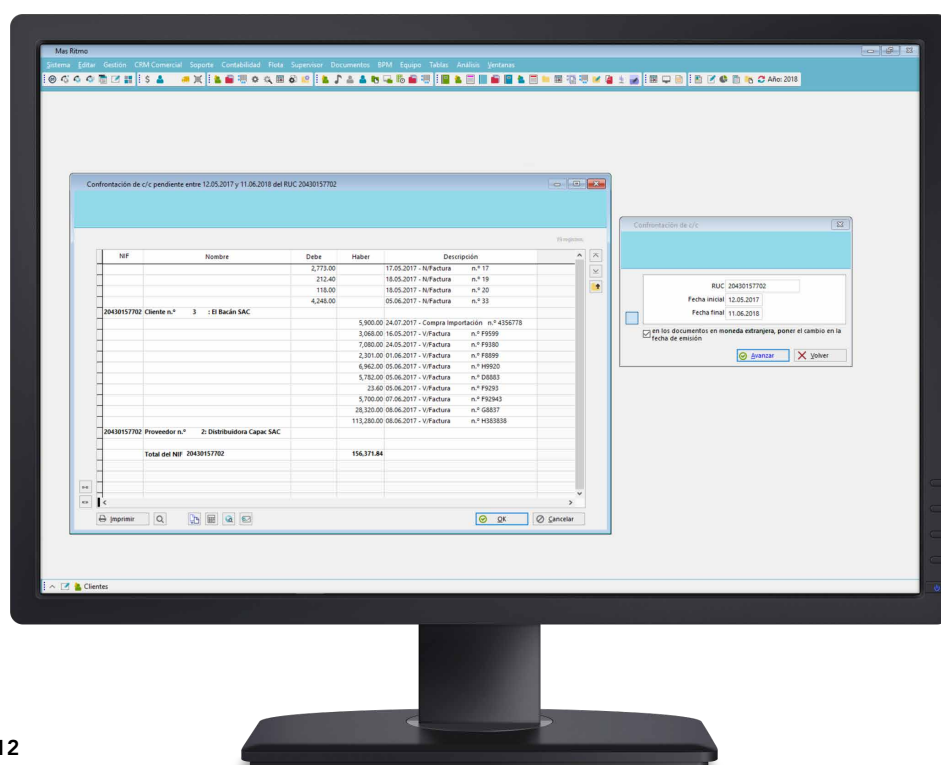 Mas Ritmo
Sistema Editar Gestión CRM Comercial Soporte Contabilidad Flota Supervisor Documentos BPM Equipo Tablas Análisis Ventanas
Año: 2018
Confrontación de c/c pendiente entre 12.05.2017 y 11.06.2018 del RUC 20430157702
NIF Nombre Debe Haber Descripción
2,773.00 17.05.2017 - N/Factura n.º 17
212.40 18.05.2017 - N/Factura n.º 19
118.00 18.05.2017 - N/Factura n.º 20
4,248.00 05.06.2017 - N/Factura n.º 33
20430157702 Cliente n.º 3 : El Bacán SAC
5,900.00 24.07.2017 - Compra Importación n.º 4356778
3,068.00 16.05.2017 - V/Factura n.º F9599
7,080.00 24.05.2017 - V/Factura n.º F9380
2,301.00 01.06.2017 - V/Factura n.º F8899
6,962.00 05.06.2017 - V/Factura n.º H9920
5,782.00 05.06.2017 - V/Factura n.º D8883
23.60 05.06.2017 - V/Factura n.º F9293
5,700.00 07.06.2017 - V/Factura n.º F92943
28,320.00 08.06.2017 - V/Factura n.º G8837
113,280.00 08.06.2017 - V/Factura n.º H383838
20430157702 Proveedor n.º 2: Distribuidora Capac SAC
Total del NIF 20430157702 156,371.84
Imprimir OK Cancelar
Confrontación de c/c
RUC 20430157702
Fecha inicial 12.05.2017
Fecha final 11.06.2018
en los documentos en moneda extranjera, poner el cambio en la
fecha de emisión
Avanzar Volver
Clientes
12